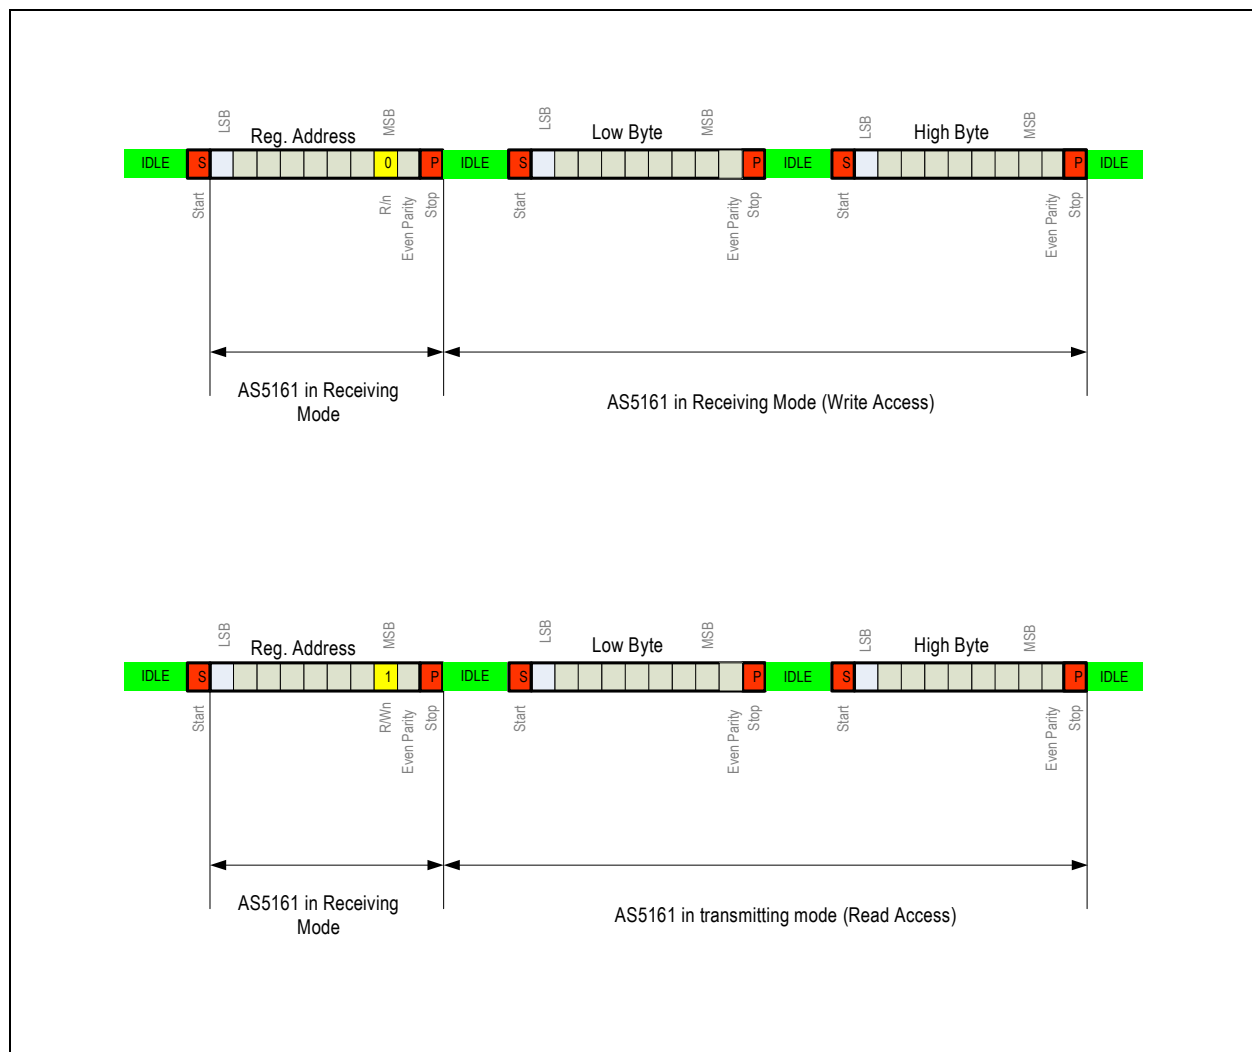 LSB Reg. Address MSB LSB Low Byte MSB LSB High Byte MSB
IDLE S 0 P IDLE S P IDLE S P IDLE
Start R/n Even Parity Stop Start Even Parity Stop Start Even Parity Stop
AS5161 in Receiving
Mode
AS5161 in Receiving Mode (Write Access)
LSB Reg. Address MSB LSB Low Byte MSB LSB High Byte MSB
IDLE S 1 P IDLE S P IDLE S P IDLE
Start R/Wn Even Parity Stop Start Even Parity Stop Start Even Parity Stop
AS5161 in Receiving
Mode
AS5161 in transmitting mode (Read Access)